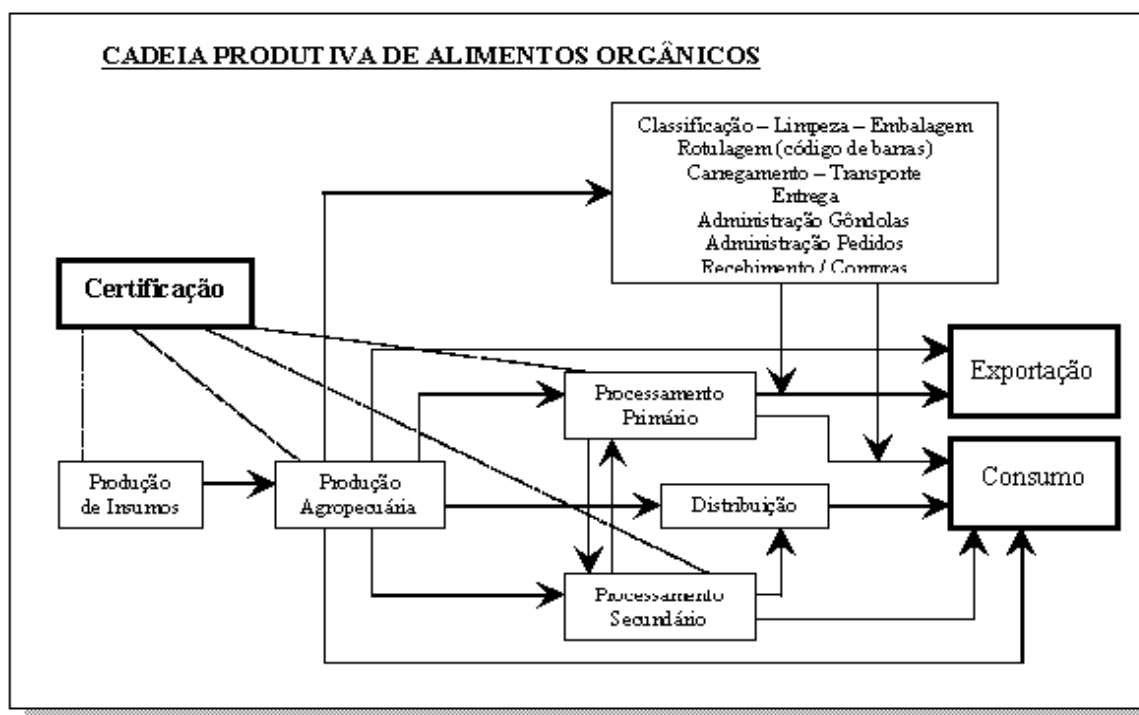 CADEIA PRODUTIVA DE ALIMENTOS ORGÂNICOS
Classificação – Limpeza – Embalagem
Rotulagem (código de barras)
Carregamento – Transporte
Entrega
Administração Gôndolas
Administração Pedidos
Recebimento / Compras
Certificação
Exportação
Processamento
Primário
Consumo
Produção
de Insumos
Produção
Agropecuária
Distribuição
Processamento
Secundário